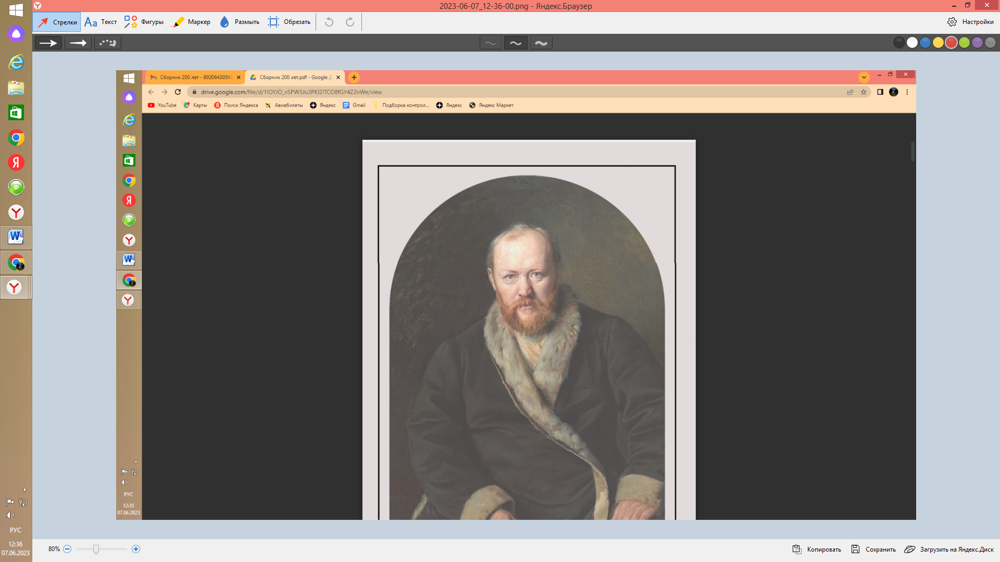 2023-06-07_12-36-00.png - Яндекс.Браузер
Стрелки
Текст
Фигуры
Маркер
Размыть
Обрезать
Настройки
Сборник 200 лет - 8920643056
Сборник 200 лет.pdf - Google Д
drive.google.com/file/d/1IOYJO_v5PW5Ju3PKI2ITCO8fGY4Z2nWe/view
YouTube
Карты
Поиск Яндекса
Авиабилеты
Яндекс
Gmail
Подборка контрол...
Яндекс
Яндекс Маркет
РУС
12:35
07.06.2023
РУС
12:36
07.06.2023
80%
Копировать
Сохранить
Загрузить на Яндекс.Диск